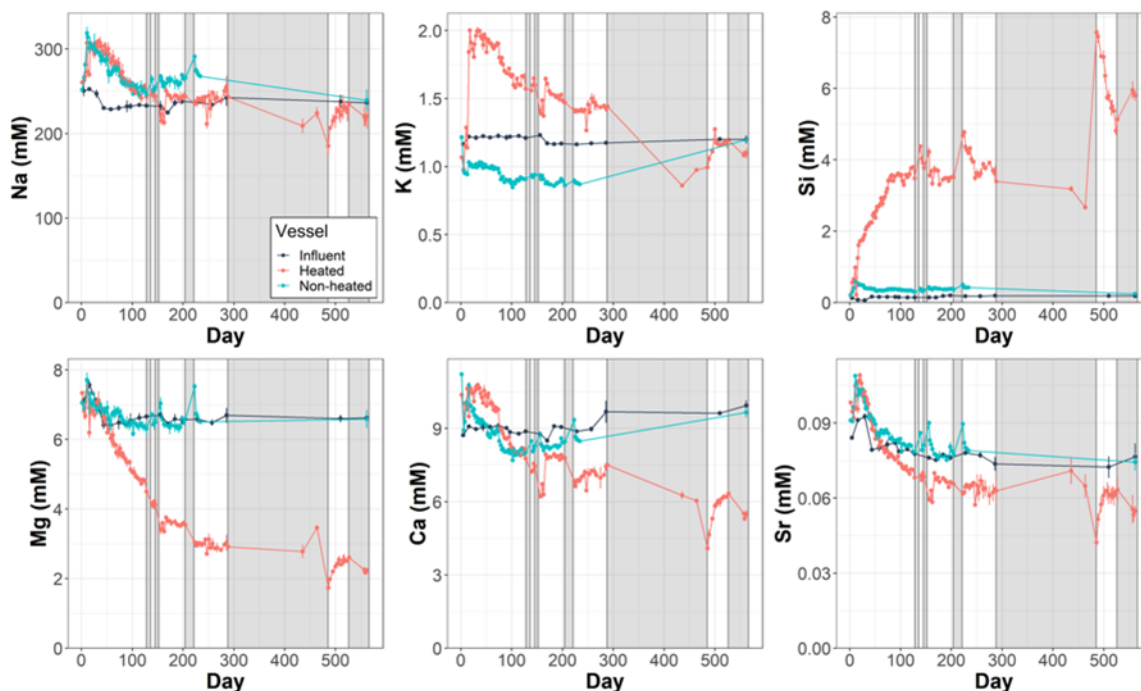 Na (mM)
300
200
100
0
0 100 200 300 400 500
Day
Vessel
Influent
Heated
Non-heated
K (mM)
2.0
1.5
1.0
0.5
0.0
0 100 200 300 400 500
Day
Si (mM)
8
6
4
2
0
0 100 200 300 400 500
Day
Mg (mM)
8
6
4
2
0
0 100 200 300 400 500
Day
Ca (mM)
9
6
3
0
0 100 200 300 400 500
Day
Sr (mM)
0.09
0.06
0.03
0.00
0 100 200 300 400 500
Day